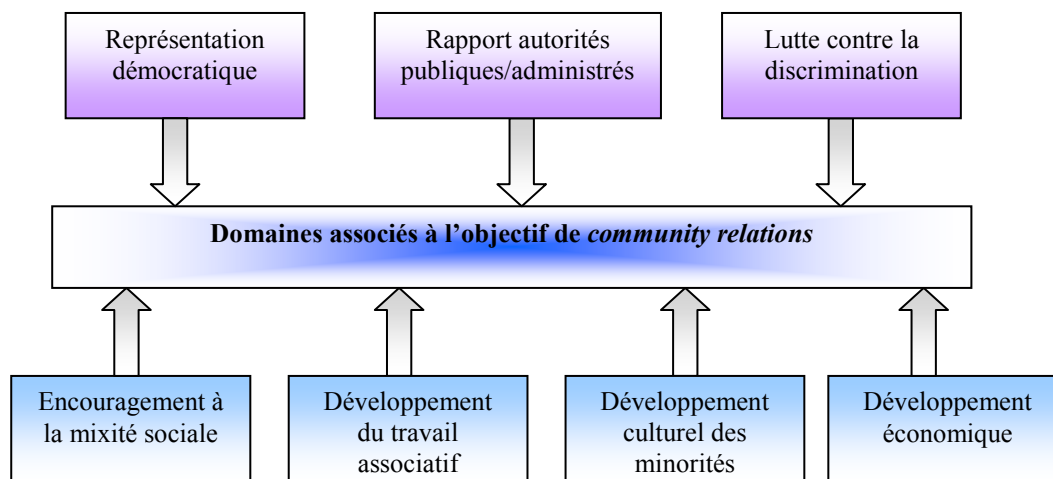 Représentation
démocratique
Rapport autorités
publiques/administrés
Lutte contre la
discrimination
Domaines associés à l’objectif de community relations
Encouragement à
la mixité sociale
Développement
du travail
associatif
Développement
culturel des
minorités
Développement
économique